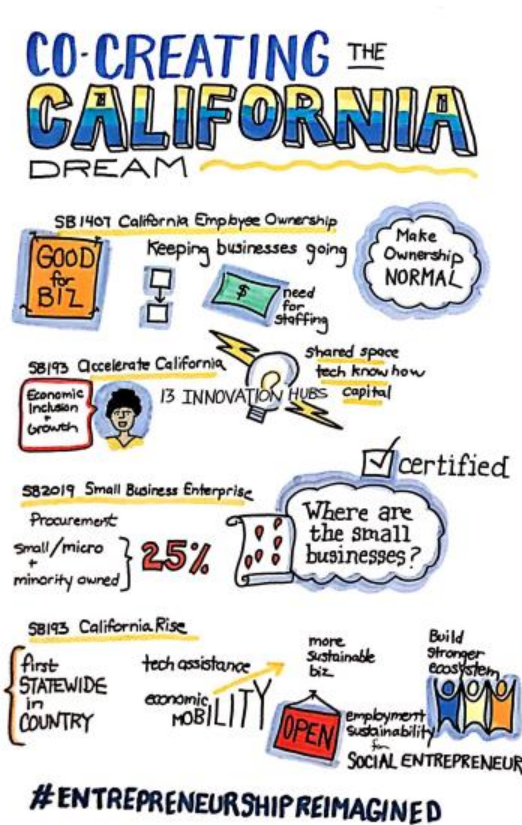 CO-CREATING THE
CALIFORNIA
DREAM
SB 1407 California Employee Ownership
GOOD
for
BIZ
Keeping businesses going
$
need
for
staffing
Make
Ownership
NORMAL
SB193 Accelerate California
Economic
Inclusion
+
Growth
13 INNOVATION HUBS
shared space
tech know how
capital
certified
SB2019 Small Business Enterprise
Procurement
small/micro
+
minority owned
25%
Where are
the small
businesses?
SB193 California Rise
first
STATEWIDE
in
COUNTRY
tech assistance
economic
MOBILITY
more
sustainable
biz
OPEN
Build
stronger
ecosystem
employment
sustainability
for
SOCIAL ENTREPRENEUR
#ENTREPRENEURSHIPREIMAGINED